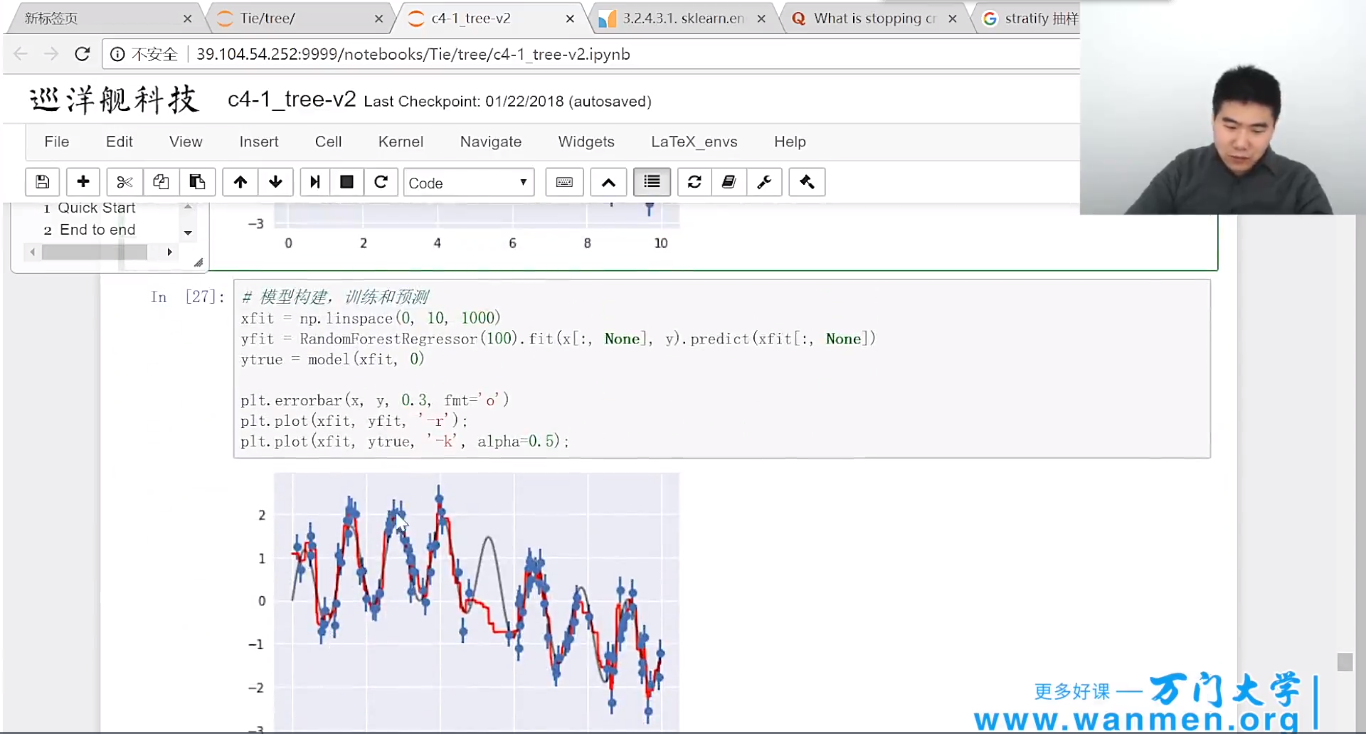 新标签页
Tie/tree/
c4-1_tree-v2
3.2.4.3.1. sklearn.en
What is stopping cr
stratify 抽样
不安全 39.104.54.252:9999/notebooks/Tie/tree/c4-1_tree-v2.ipynb
巡洋舰科技 c4-1_tree-v2 Last Checkpoint: 01/22/2018 (autosaved)
File Edit View Insert Cell Kernel Navigate Widgets LaTeX_envs Help
Code
1 Quick Start
2 End to end
−3
0 2 4 6 8 10
In [27]:
# 模型构建，训练和预测
xfit = np.linspace(0, 10, 1000)
yfit = RandomForestRegressor(100).fit(x[:, None], y).predict(xfit[:, None])
ytrue = model(xfit, 0)
plt.errorbar(x, y, 0.3, fmt='o')
plt.plot(xfit, yfit, '-r');
plt.plot(xfit, ytrue, '-k', alpha=0.5);
2
1
0
−1
−2
−3
更多好课 — 万门大学
www.wanmen.org